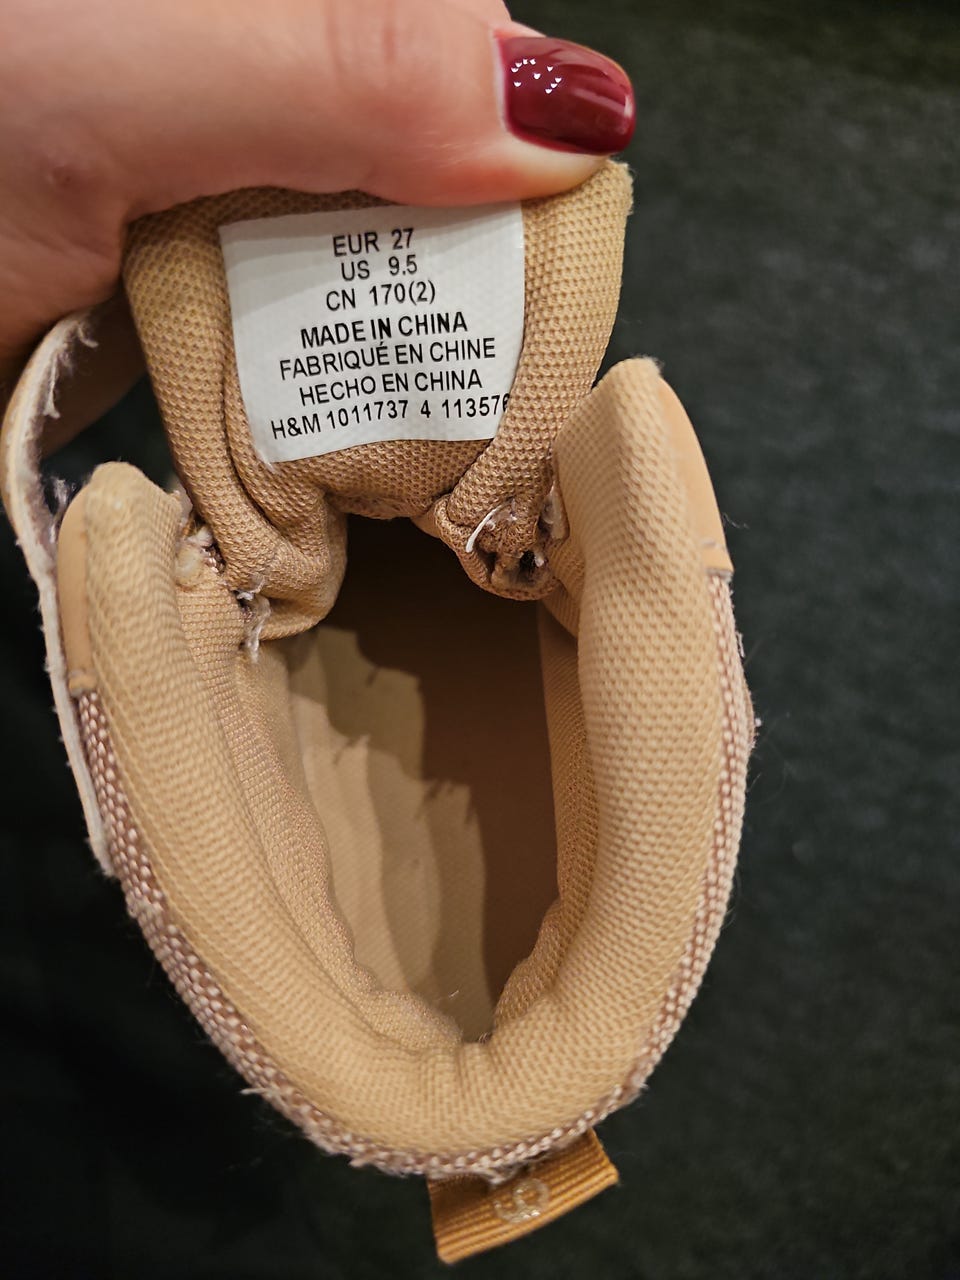 EUR 27
US 9.5
CN 170(2)
MADE IN CHINA
FABRIQUÉ EN CHINE
HECHO EN CHINA
H&M 1011737 4 113576